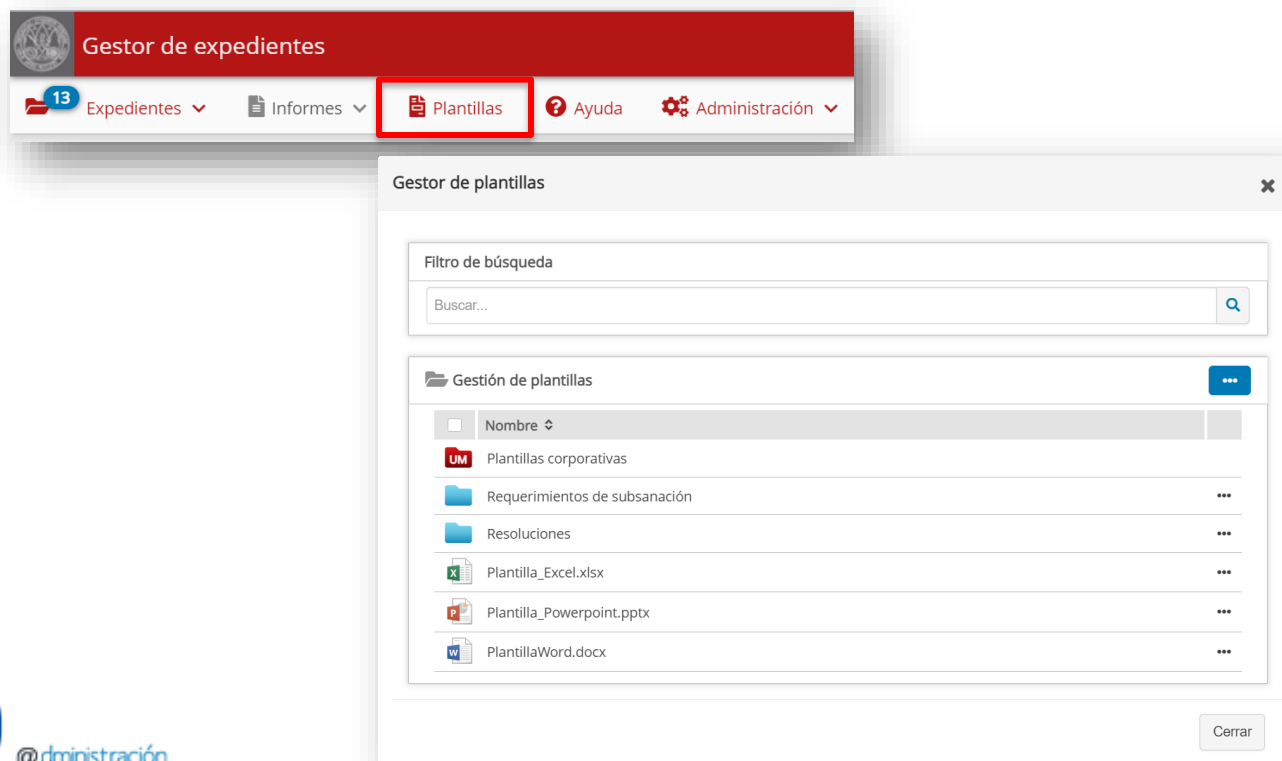 Gestor de expedientes
13 Expedientes Informes Plantillas Ayuda Administración
Gestor de plantillas
Filtro de búsqueda
Buscar...
Gestión de plantillas
Nombre
UM Plantillas corporativas
Requerimientos de subsanación
Resoluciones
Plantilla_Excel.xlsx
Plantilla_Powerpoint.pptx
PlantillaWord.docx
Cerrar
@dministración